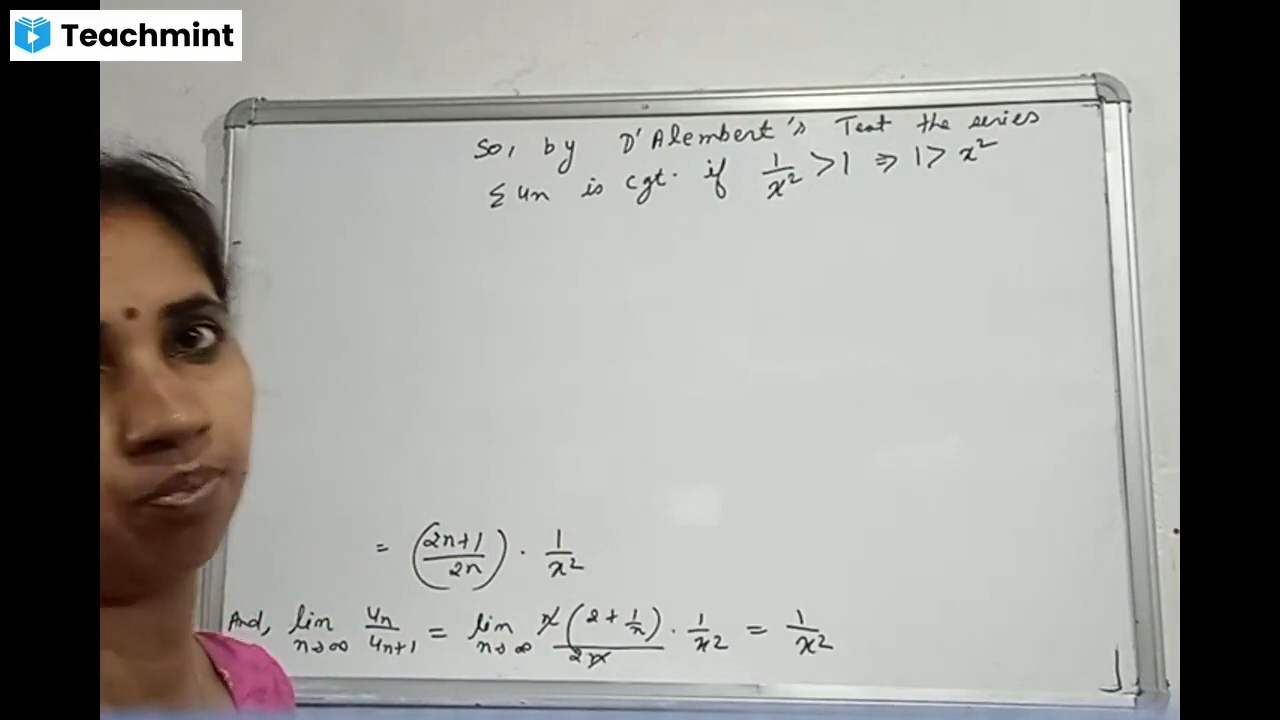 Teachmint
So, by D'Alembert's Test the series
Σ un is cgt. if 1/x² > 1 ⇒ 1 > x²
= (2n+1/2n) · 1/x²
And, lim n→∞ un/un+1 = lim n→∞ n(2 + 1/n)/2n · 1/x² = 1/x²